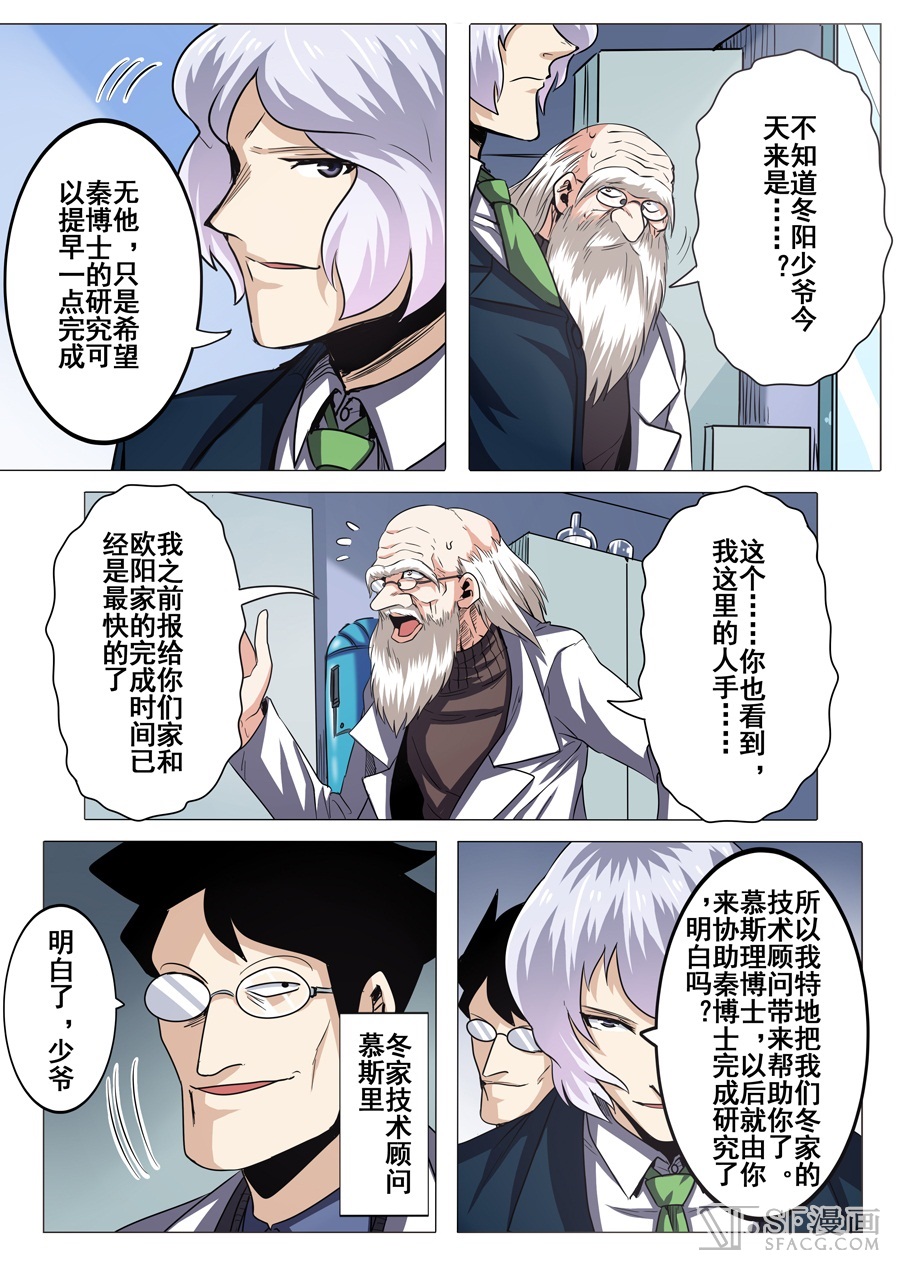 不知道冬阳少爷今
天来是……？
无他，只是希望
秦博士的研究可
以提早一点完成
这个……你也看到，
我这里的人手……
我之前报给你们家和
欧阳家的完成时间已
经是最快的了
所以我特地把我们冬家的
技术顾问带来帮助你了。
慕斯理博士，以后就由你
来协助秦博士完成研究了
，明白吗？
冬家技术顾问
慕斯里
明白了，少爷
SF漫画
SFACG.COM